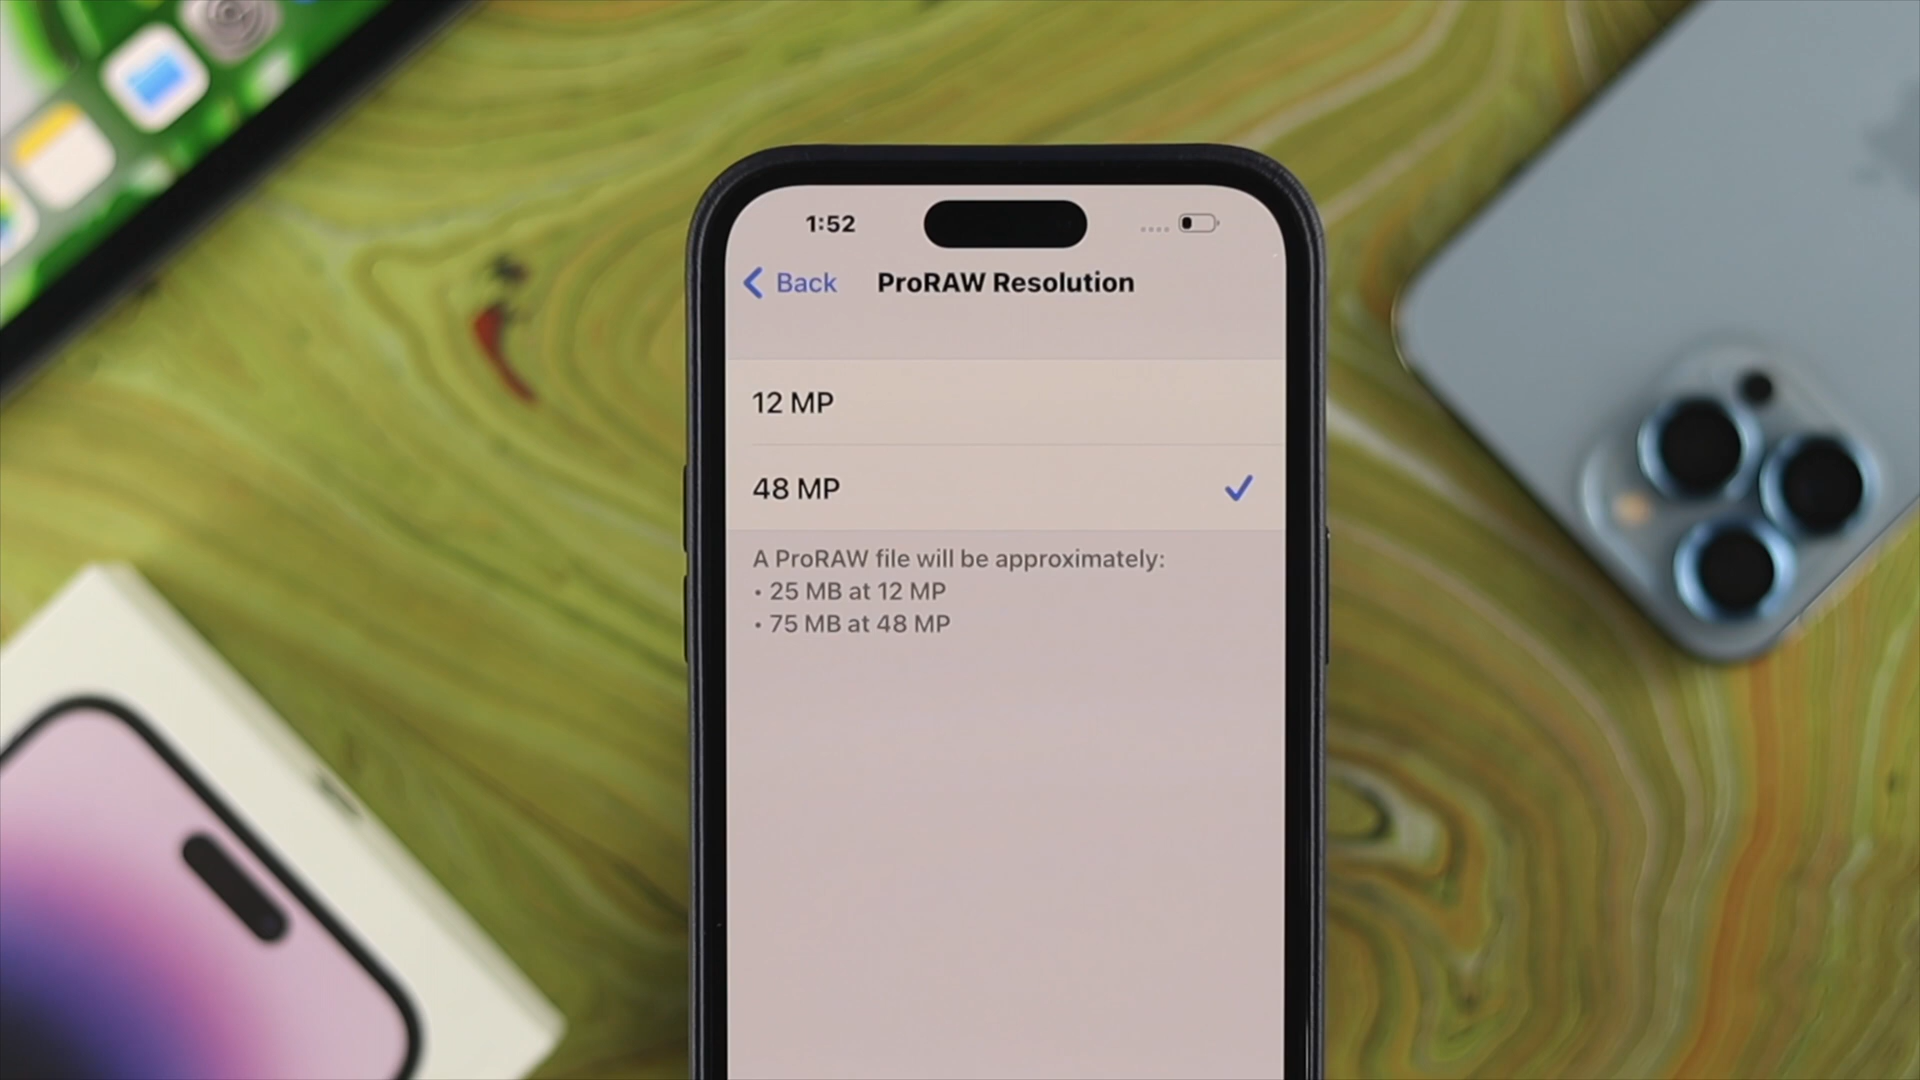 1:52
Back
ProRAW Resolution
12 MP
48 MP
A ProRAW file will be approximately:
• 25 MB at 12 MP
• 75 MB at 48 MP